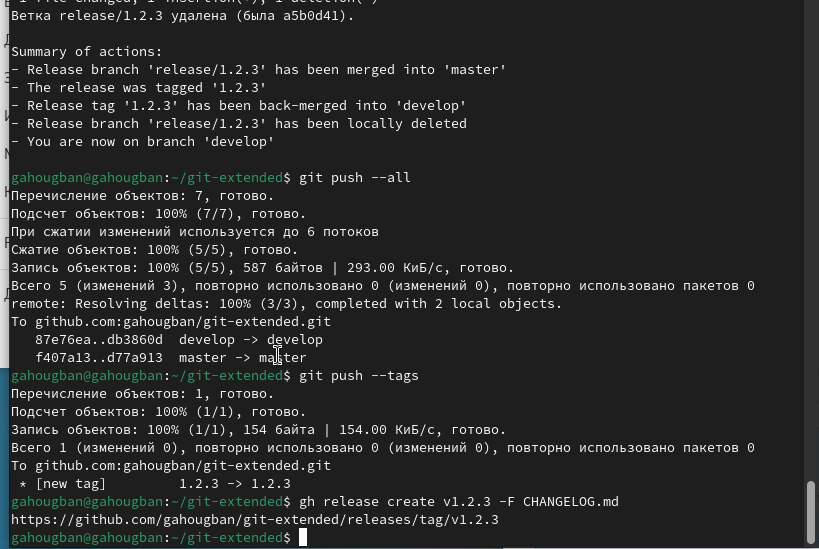 Ветка release/1.2.3 удалена (была a5b0d41).
Summary of actions:
- Release branch 'release/1.2.3' has been merged into 'master'
- The release was tagged '1.2.3'
- Release tag '1.2.3' has been back-merged into 'develop'
- Release branch 'release/1.2.3' has been locally deleted
- You are now on branch 'develop'
gahougban@gahougban:~/git-extended$ git push --all
Перечисление объектов: 7, готово.
Подсчет объектов: 100% (7/7), готово.
При сжатии изменений используется до 6 потоков
Сжатие объектов: 100% (5/5), готово.
Запись объектов: 100% (5/5), 587 байтов | 293.00 КиБ/с, готово.
Всего 5 (изменений 3), повторно использовано 0 (изменений 0), повторно использовано пакетов 0
remote: Resolving deltas: 100% (3/3), completed with 2 local objects.
To github.com:gahougban/git-extended.git
87e76ea..db3860d  develop -> develop
f407a13..d77a913  master -> master
gahougban@gahougban:~/git-extended$ git push --tags
Перечисление объектов: 1, готово.
Подсчет объектов: 100% (1/1), готово.
Запись объектов: 100% (1/1), 154 байта | 154.00 КиБ/с, готово.
Всего 1 (изменений 0), повторно использовано 0 (изменений 0), повторно использовано пакетов 0
To github.com:gahougban/git-extended.git
* [new tag]         1.2.3 -> 1.2.3
gahougban@gahougban:~/git-extended$ gh release create v1.2.3 -F CHANGELOG.md
https://github.com/gahougban/git-extended/releases/tag/v1.2.3
gahougban@gahougban:~/git-extended$